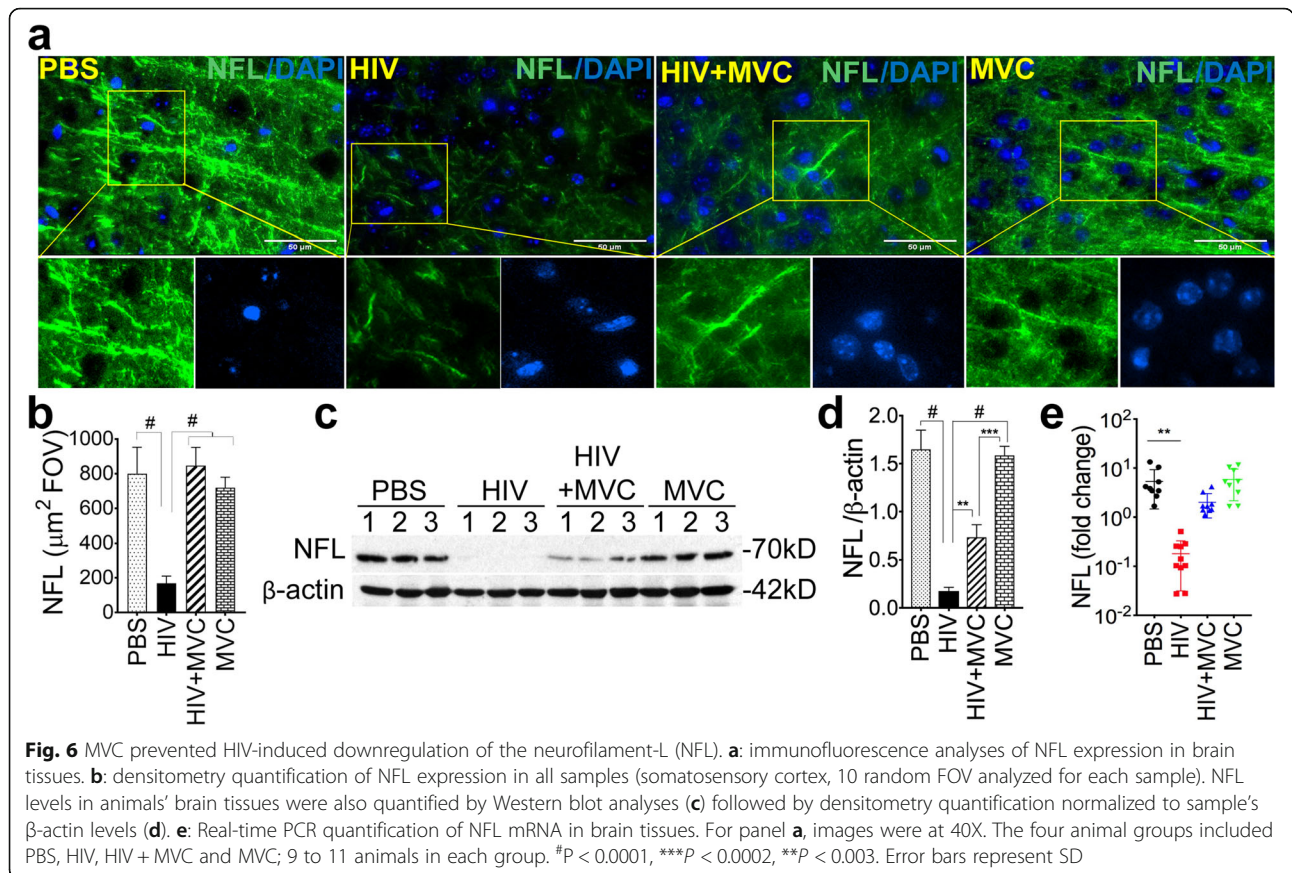 a
PBS NFL/DAPI HIV NFL/DAPI HIV+MVC NFL/DAPI MVC NFL/DAPI
50 µm 50 µm 50 µm 50 µm
b
NFL (µm² FOV)
1000
800
600
400
200
0
# #
PBS HIV HIV+MVC MVC
c
PBS HIV HIV +MVC MVC
1 2 3 1 2 3 1 2 3 1 2 3
NFL -70kD
β-actin -42kD
d
NFL/β-actin
2.0
1.5
1.0
0.5
0.0
# #
***
**
PBS HIV HIV+MVC MVC
e
NFL (fold change)
10²
10¹
10⁰
10⁻¹
10⁻²
**
PBS HIV HIV+MVC MVC
Fig. 6 MVC prevented HIV-induced downregulation of the neurofilament-L (NFL). a: immunofluorescence analyses of NFL expression in brain
tissues. b: densitometry quantification of NFL expression in all samples (somatosensory cortex, 10 random FOV analyzed for each sample). NFL
levels in animals’ brain tissues were also quantified by Western blot analyses (c) followed by densitometry quantification normalized to sample’s
β-actin levels (d). e: Real-time PCR quantification of NFL mRNA in brain tissues. For panel a, images were at 40X. The four animal groups included
PBS, HIV, HIV + MVC and MVC; 9 to 11 animals in each group. #P < 0.0001, ***P < 0.0002, **P < 0.003. Error bars represent SD